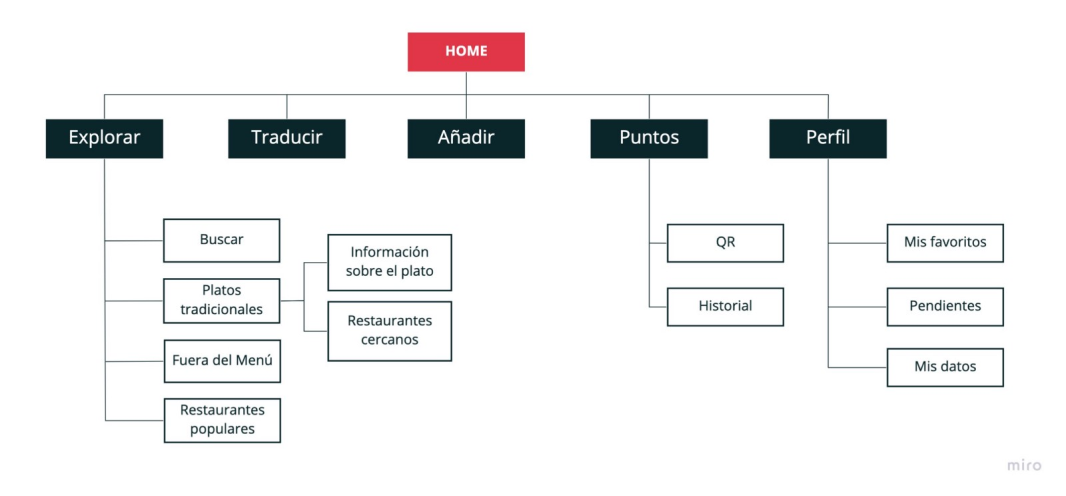 HOME
Explorar
Traducir
Añadir
Puntos
Perfil
Buscar
Platos
tradicionales
Información
sobre el plato
Restaurantes
cercanos
Fuera del Menú
Restaurantes
populares
QR
Historial
Mis favoritos
Pendientes
Mis datos
miro